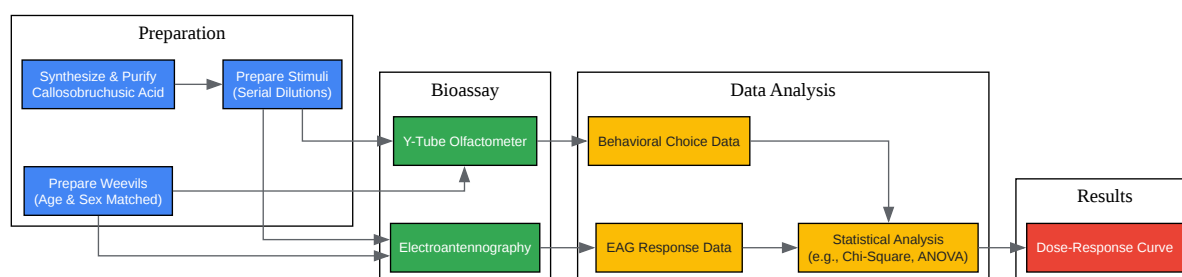 Preparation
Synthesize & Purify
Callosobruchusic Acid
Prepare Stimuli
(Serial Dilutions)
Prepare Weevils
(Age & Sex Matched)
Bioassay
Y-Tube Olfactometer
Electroantennography
Data Analysis
Behavioral Choice Data
EAG Response Data
Statistical Analysis
(e.g., Chi-Square, ANOVA)
Results
Dose-Response Curve